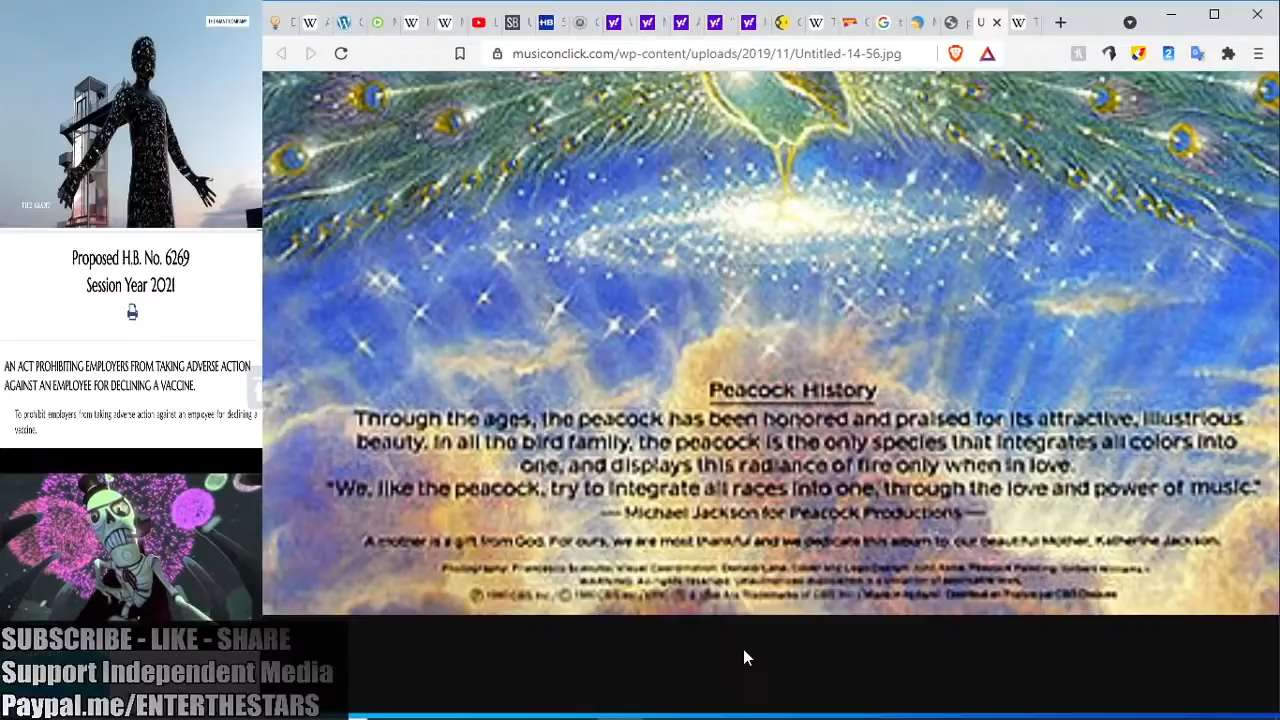 THE GIANT COMPANY
THE GIANT
Proposed H.B. No. 6269
Session Year 2021
AN ACT PROHIBITING EMPLOYERS FROM TAKING ADVERSE ACTION
AGAINST AN EMPLOYEE FOR DECLINING A VACCINE.
To prohibit employers from taking adverse action against an employee for declining a
vaccine.
SUBSCRIBE - LIKE - SHARE
Support Independent Media
Paypal.me/ENTERTHESTARS
musiconclick.com/wp-content/uploads/2019/11/Untitled-14-56.jpg
Peacock History
Through the ages, the peacock has been honored and praised for its attractive, illustrious
beauty. In all the bird family, the peacock is the only species that integrates all colors into
one, and displays this radiance of fire only when in love.
"We, like the peacock, try to integrate all races into one, through the love and power of music."
— Michael Jackson for Peacock Productions —
A mother is a gift from God. For ours, we are most thankful and we dedicate this album to our beautiful Mother, Katherine Jackson.